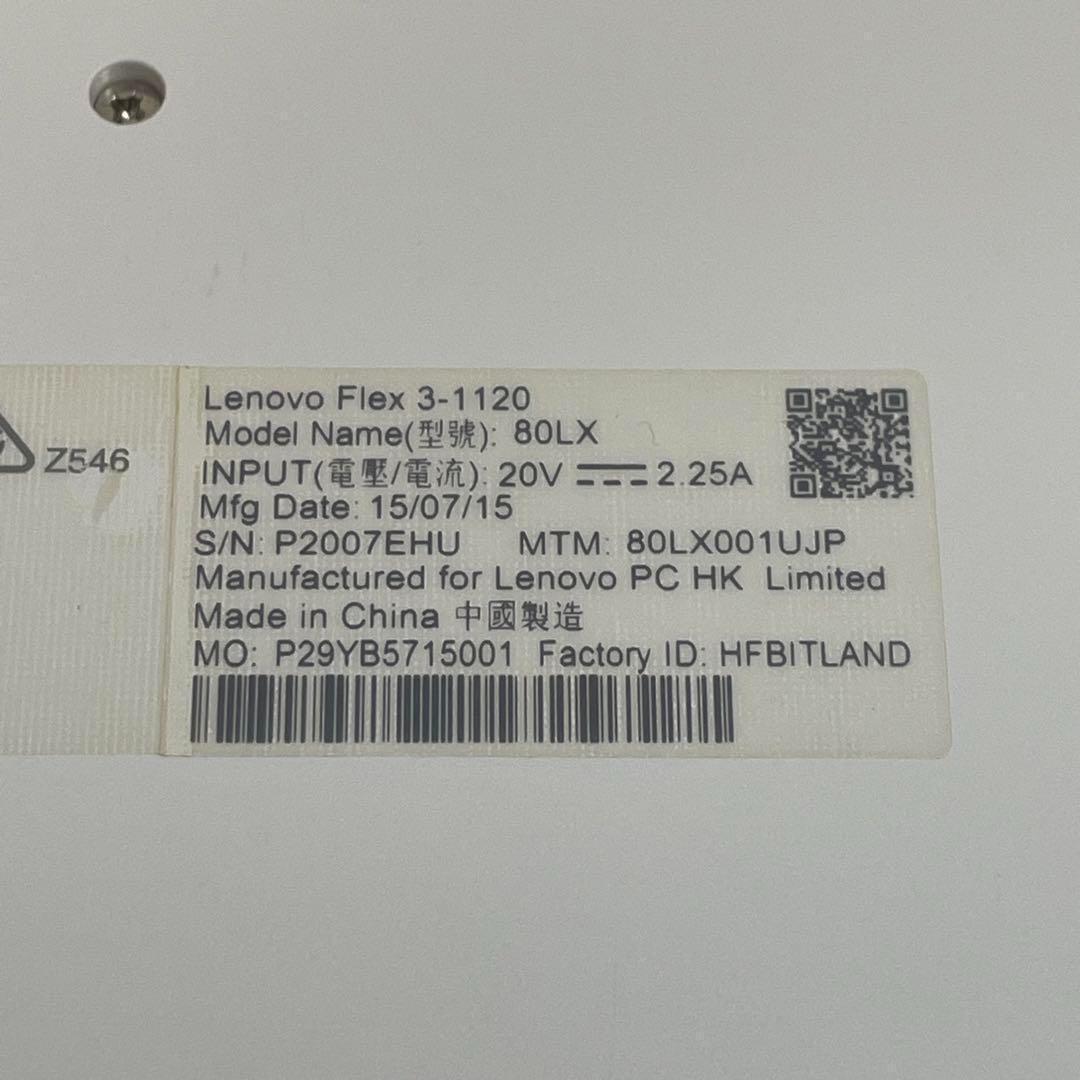 Z546
Lenovo Flex 3-1120
Model Name(型號): 80LX
INPUT(電壓/電流): 20V ⎓ 2.25A
Mfg Date: 15/07/15
S/N: P2007EHU MTM: 80LX001UJP
Manufactured for Lenovo PC HK Limited
Made in China 中國製造
MO: P29YB5715001 Factory ID: HFBITLAND